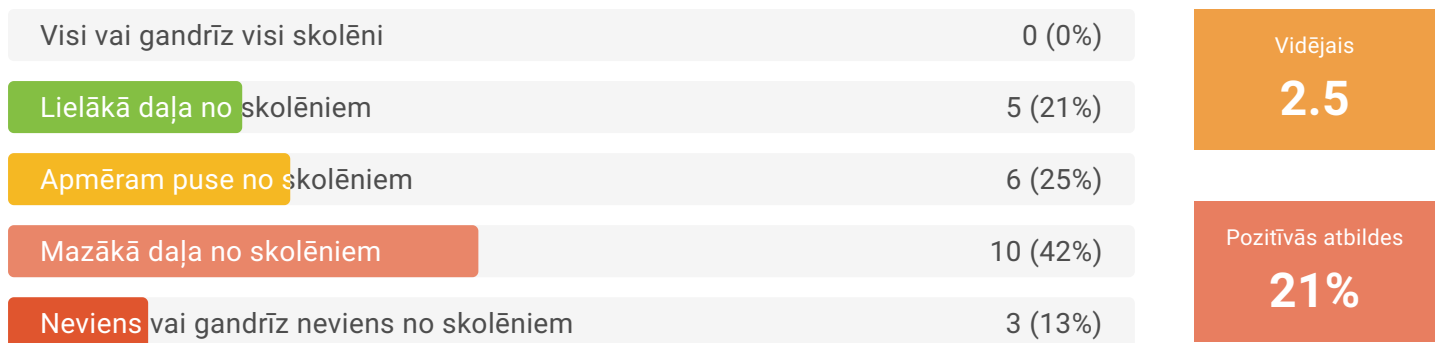 Visi vai gandrīz visi skolēni 0 (0%)
Lielākā daļa no skolēniem 5 (21%)
Apmēram puse no skolēniem 6 (25%)
Mazākā daļa no skolēniem 10 (42%)
Neviens vai gandrīz neviens no skolēniem 3 (13%)
Vidējais
2.5
Pozitīvās atbildes
21%